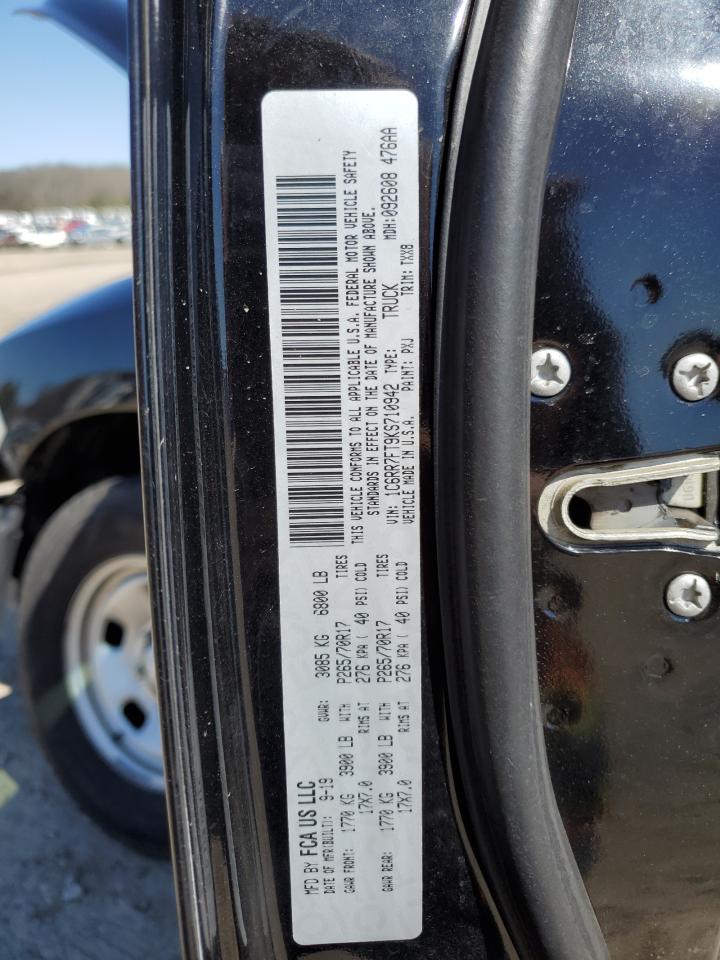 MFD BY FCA US LLC
DATE OF MFR(BUILT): 9-19 GVWR: 3085 KG 6800 LB
GAWR FRONT: 1770 KG 3900 LB WITH P265/70R17 TIRES
17X7.0 RIMS AT 276 KPA ( 40 PSI) COLD
GAWR REAR: 1770 KG 3900 LB WITH P265/70R17 TIRES
17X7.0 RIMS AT 276 KPA ( 40 PSI) COLD
THIS VEHICLE CONFORMS TO ALL APPLICABLE U.S.A. FEDERAL MOTOR VEHICLE SAFETY
STANDARDS IN EFFECT ON THE DATE OF MANUFACTURE SHOWN ABOVE.
VIN: 1C6RR7FT9KS710942 TYPE: TRUCK MDH:092608 476AA
VEHICLE MADE IN U.S.A. PAINT: PXJ TRIM: TXX8